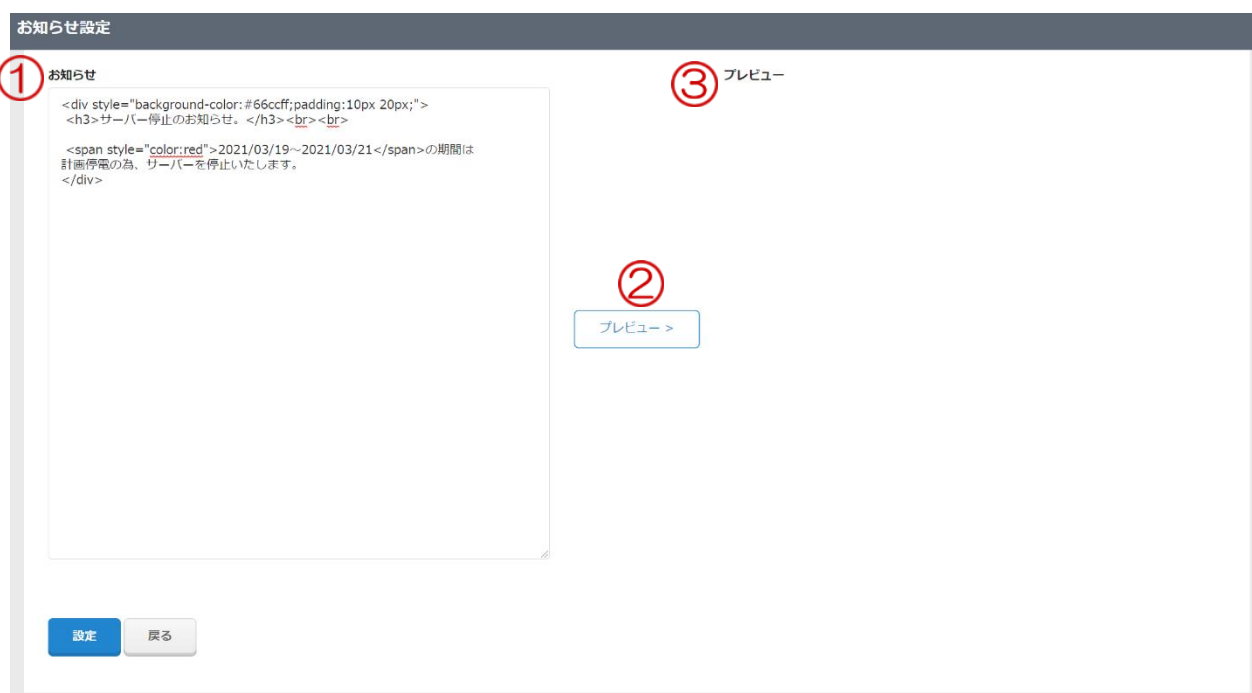 お知らせ設定
① お知らせ
<div style="background-color:#66ccff;padding:10px 20px;">
<h3>サーバー停止のお知らせ。</h3><br><br>
<span style="color:red">2021/03/19～2021/03/21</span>の期間は
計画停電の為、サーバーを停止いたします。
</div>
②
プレビュー >
③ プレビュー
設定
戻る